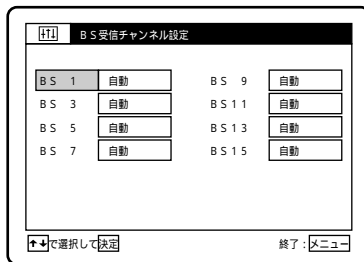 ＢＳ受信チャンネル設定
ＢＳ　１　自動　ＢＳ　９　自動
ＢＳ　３　自動　ＢＳ１１　自動
ＢＳ　５　自動　ＢＳ１３　自動
ＢＳ　７　自動　ＢＳ１５　自動
↑↓で選択して決定　終了：メニュー